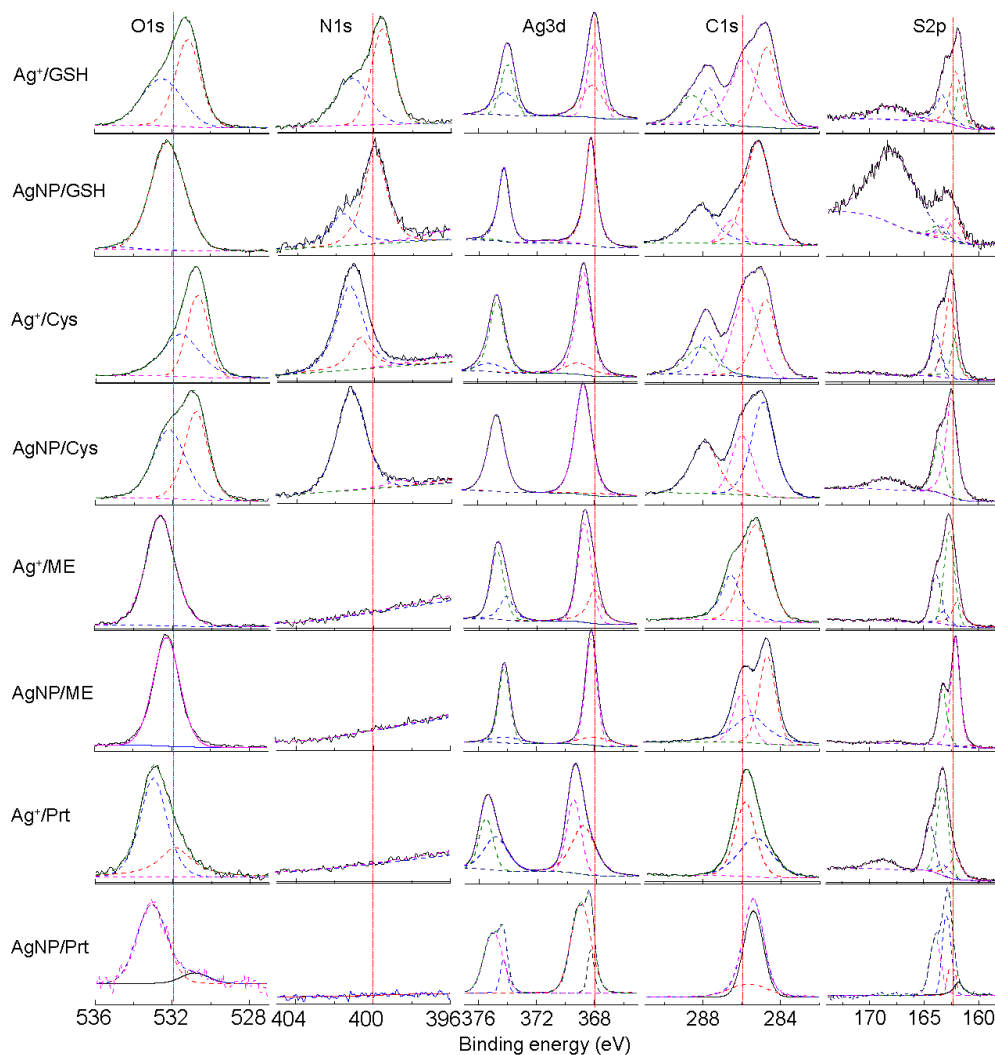 O1s N1s Ag3d C1s S2p
Ag⁺/GSH
AgNP/GSH
Ag⁺/Cys
AgNP/Cys
Ag⁺/ME
AgNP/ME
Ag⁺/Prt
AgNP/Prt
536 532 528 404 400 396 376 372 368 288 284 170 165 160
Binding energy (eV)